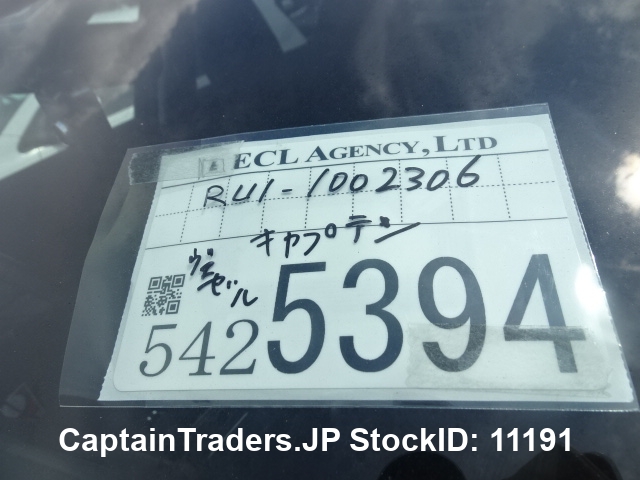 ECL AGENCY, LTD
RU1-1002306
キャプテン
ヴェゼル
5425394
CaptainTraders.JP StockID: 11191